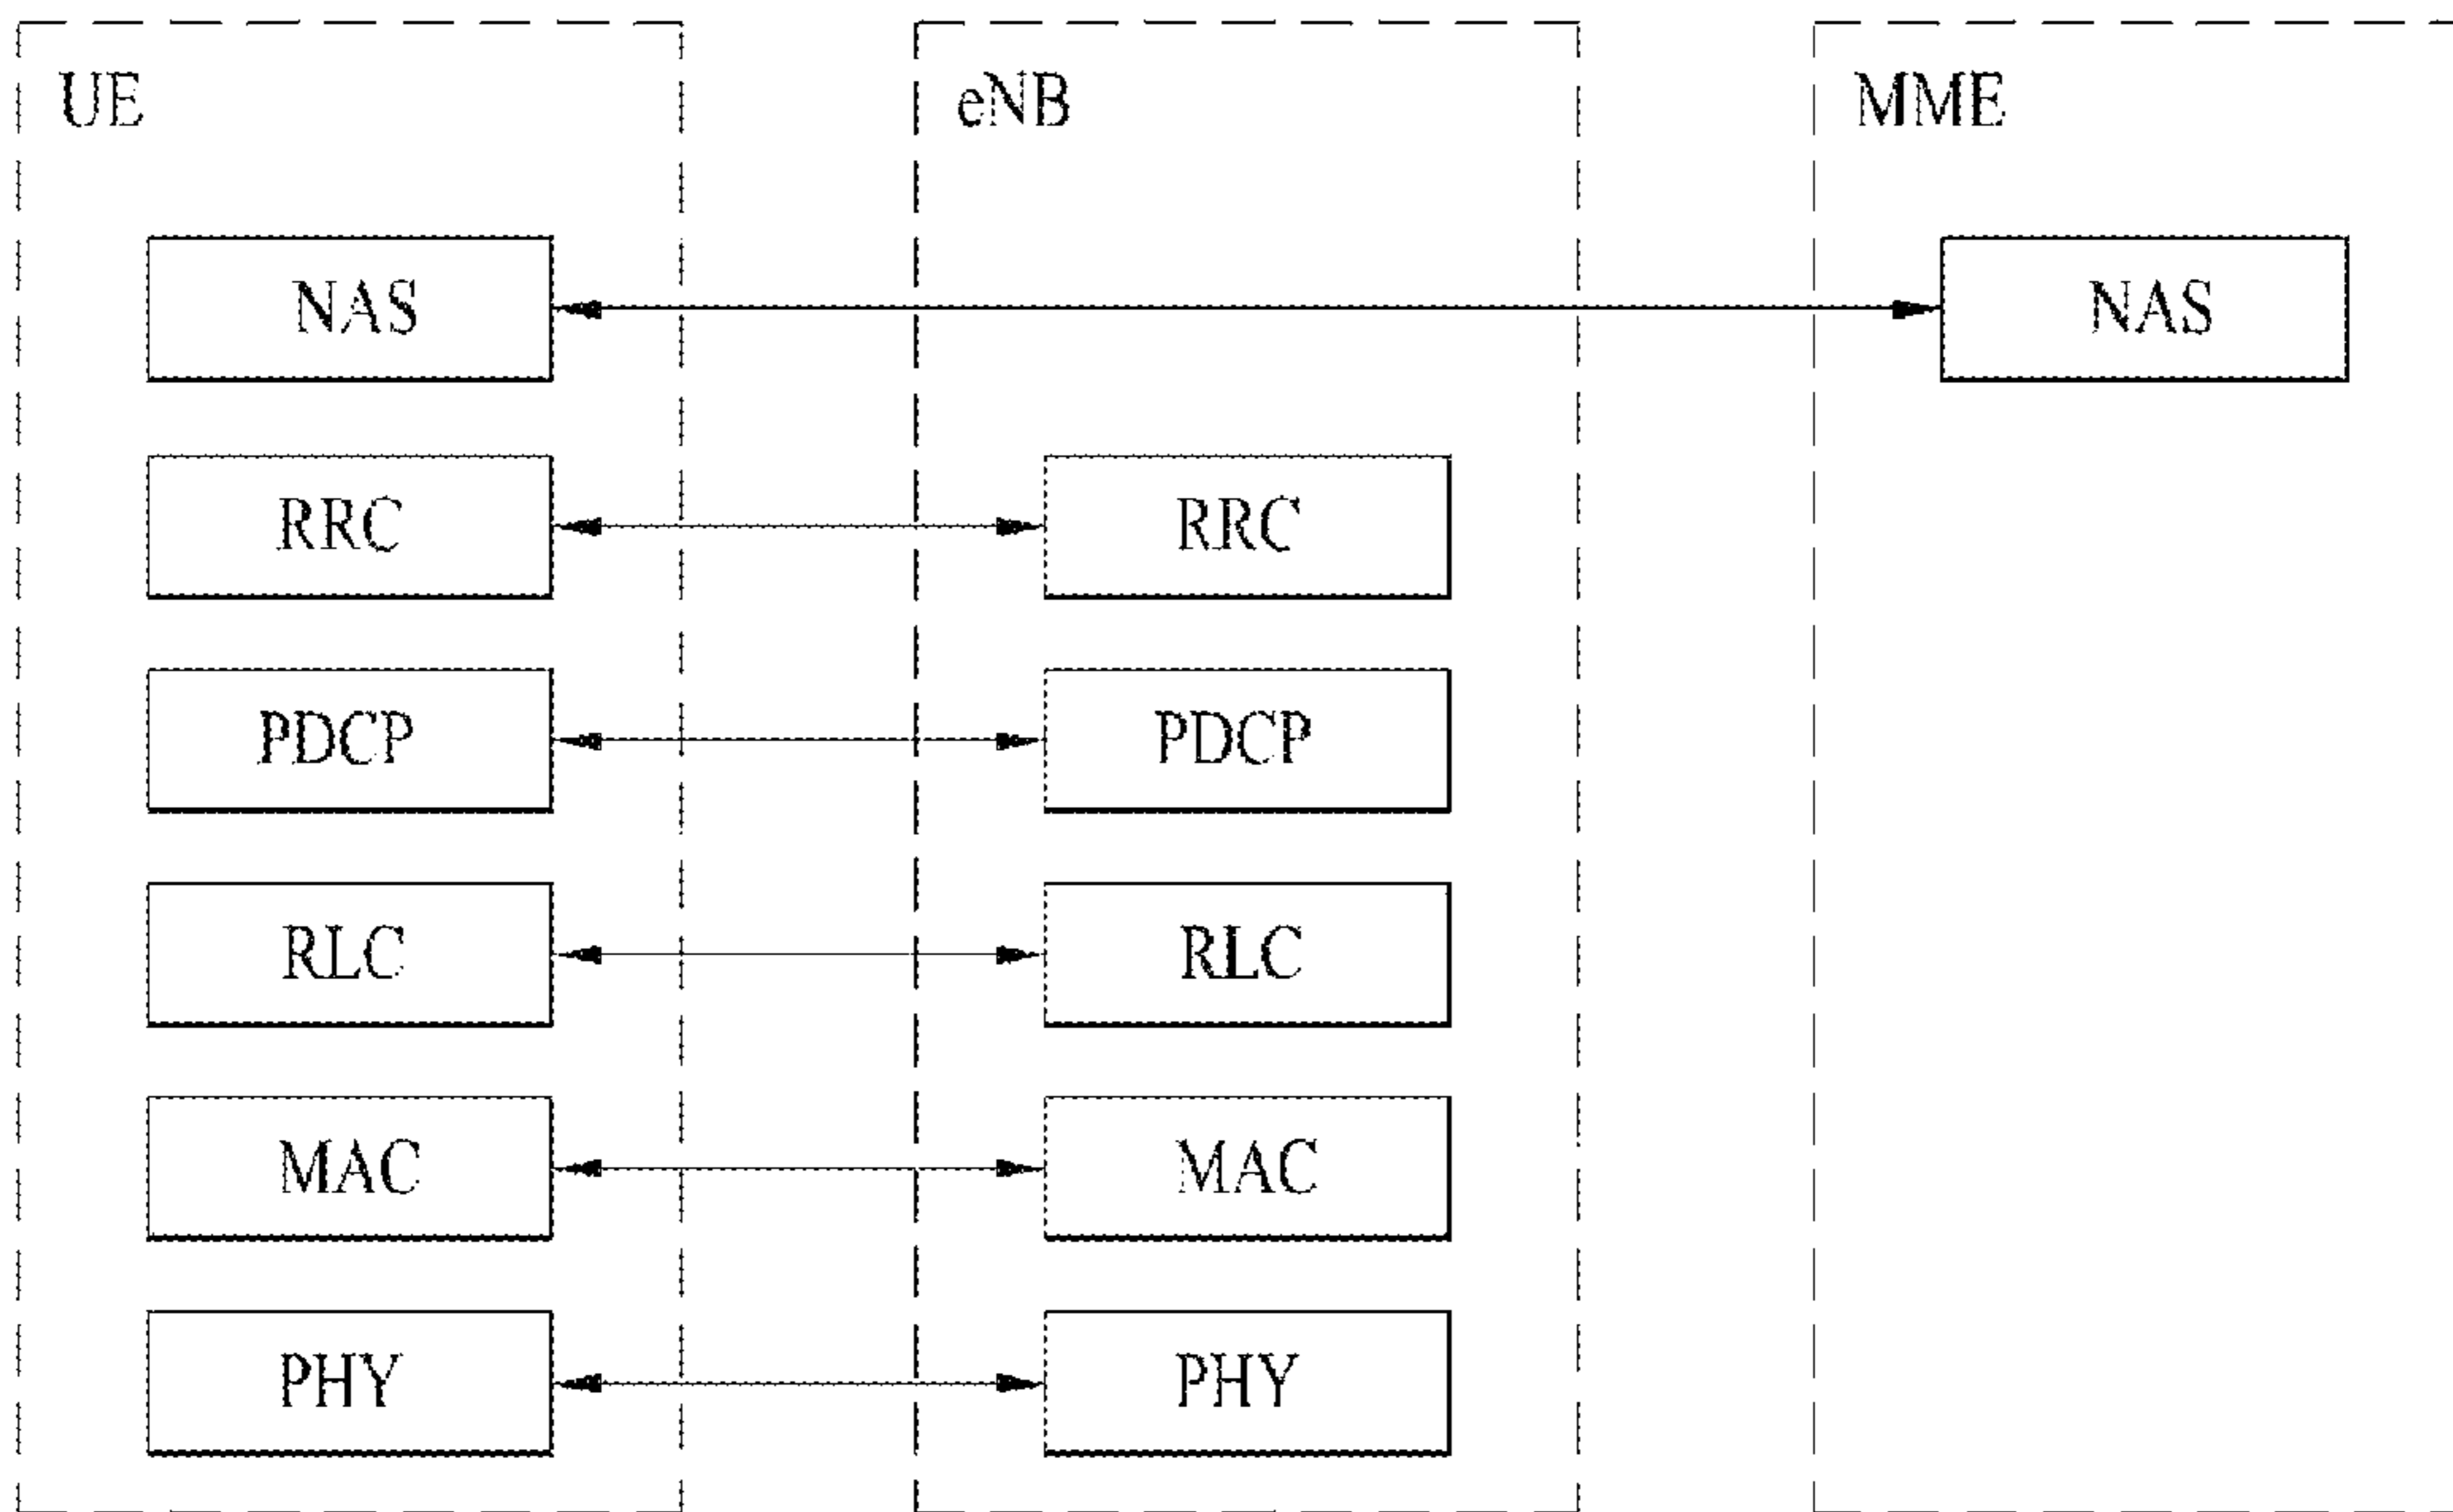 UE eNB MME
NAS NAS
RRC RRC
PDCP PDCP
RLC RLC
MAC MAC
PHY PHY